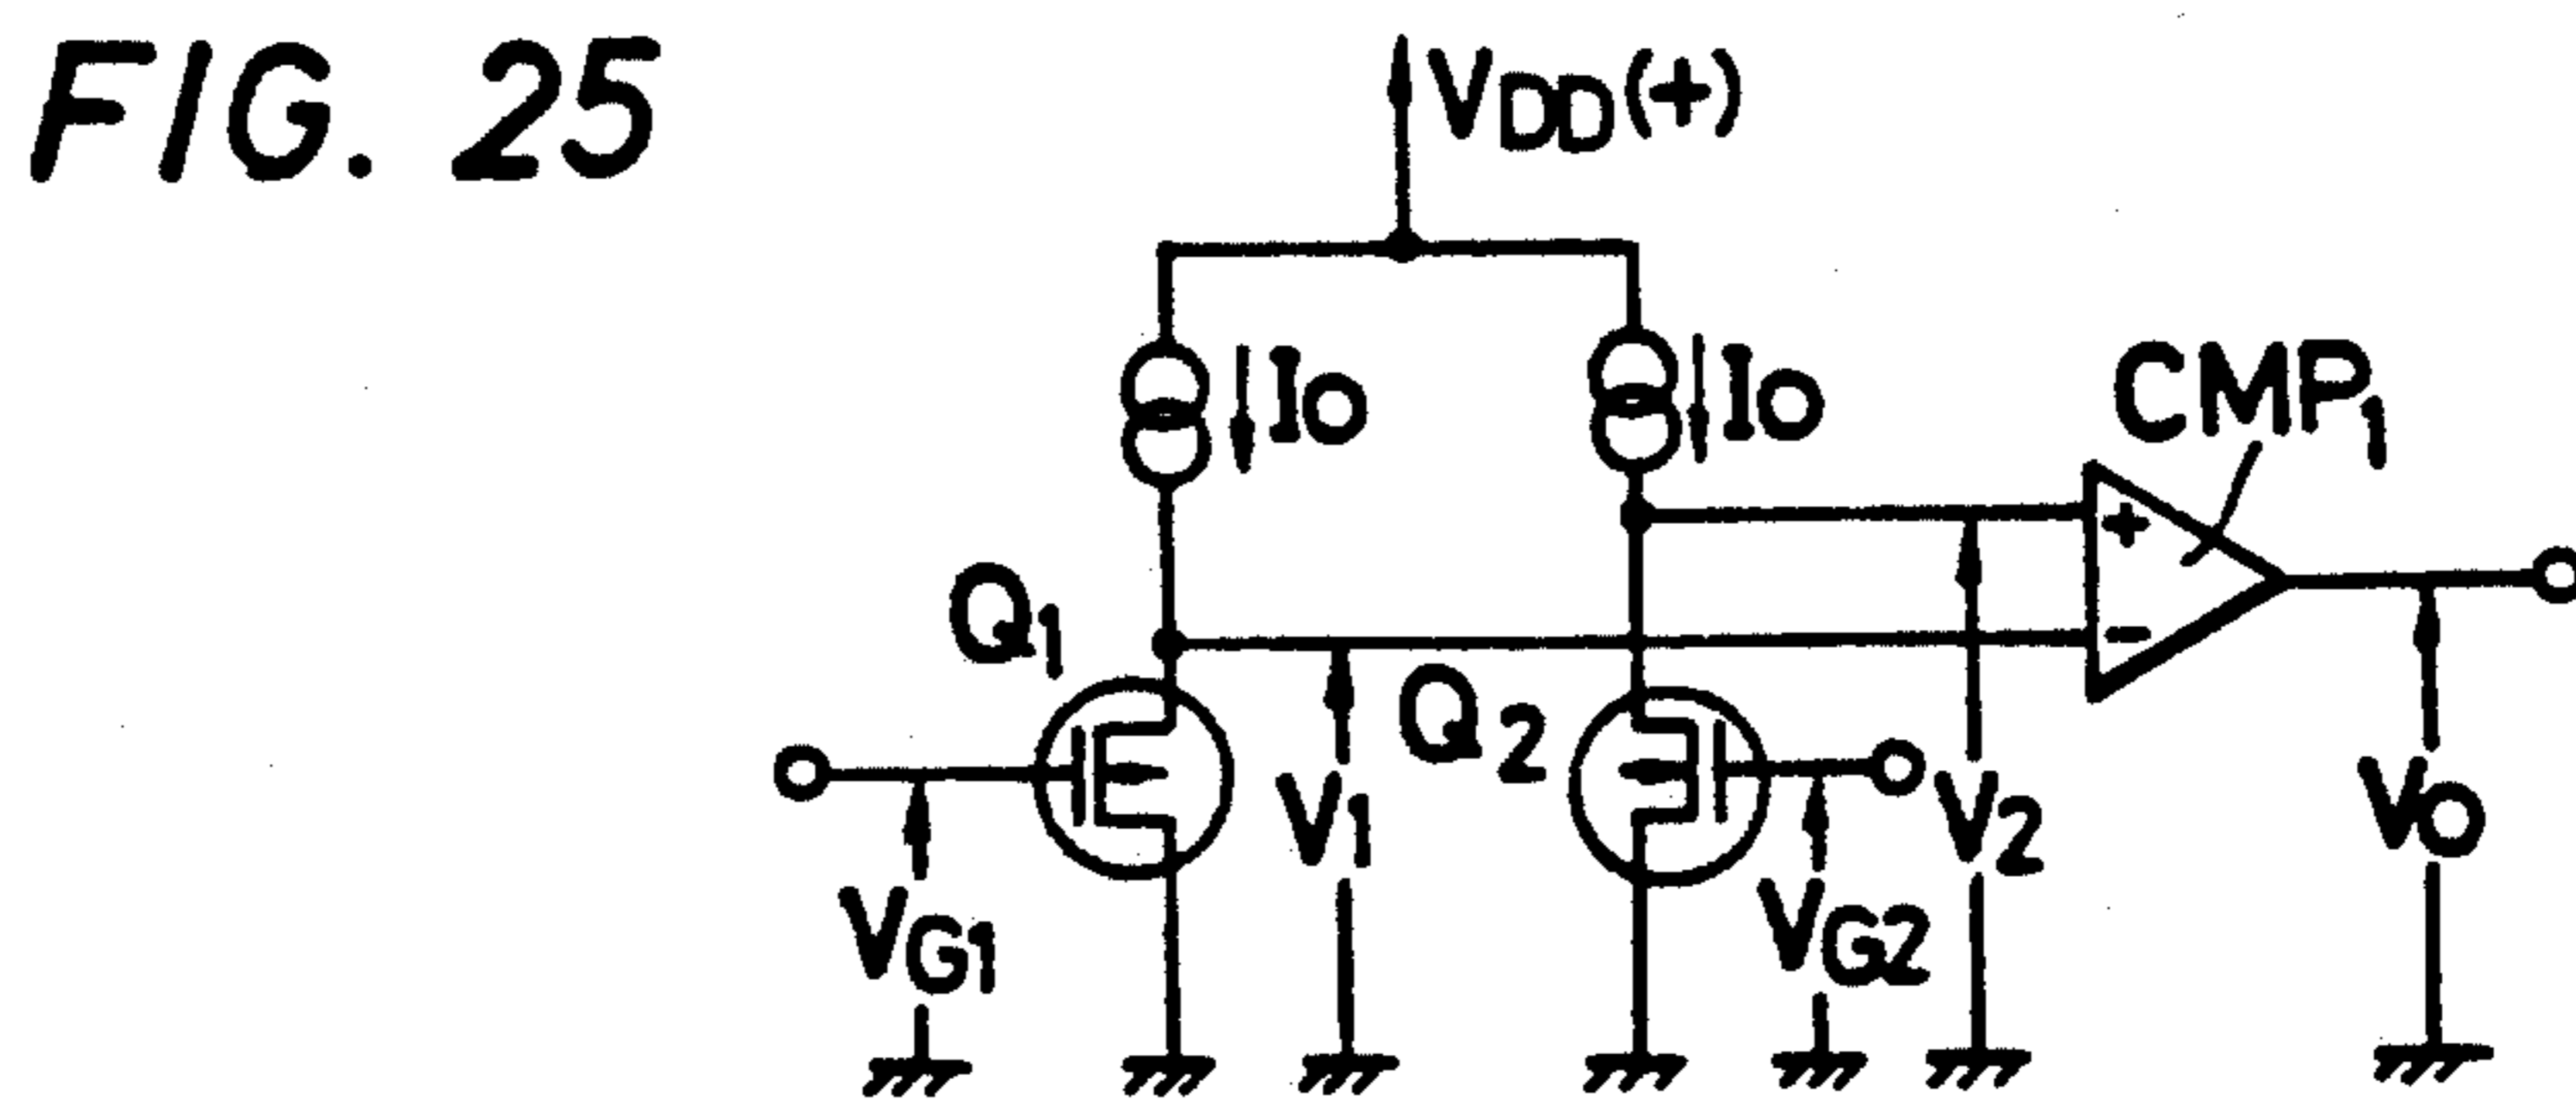 FIG. 25
VDD(+)
IO
IO
CMP1
+
-
Q1
Q2
V1
V2
VO
VG1
VG2